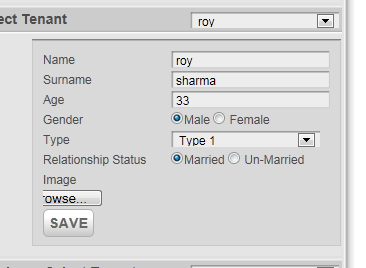 ect Tenant roy
Name roy
Surname sharma
Age 33
Gender Male Female
Type Type 1
Relationship Status Married Un-Married
Image
rowse...
SAVE